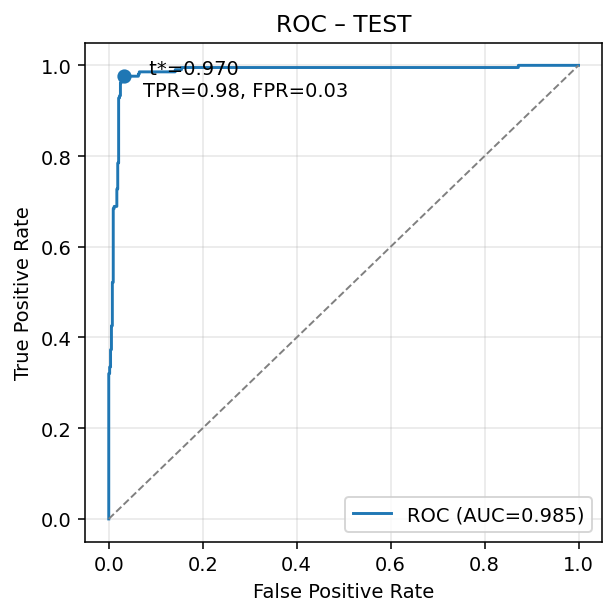 ROC – TEST
1.0
0.8
0.6
0.4
0.2
0.0
True Positive Rate
t*=0.970
TPR=0.98, FPR=0.03
ROC (AUC=0.985)
0.0 0.2 0.4 0.6 0.8 1.0
False Positive Rate